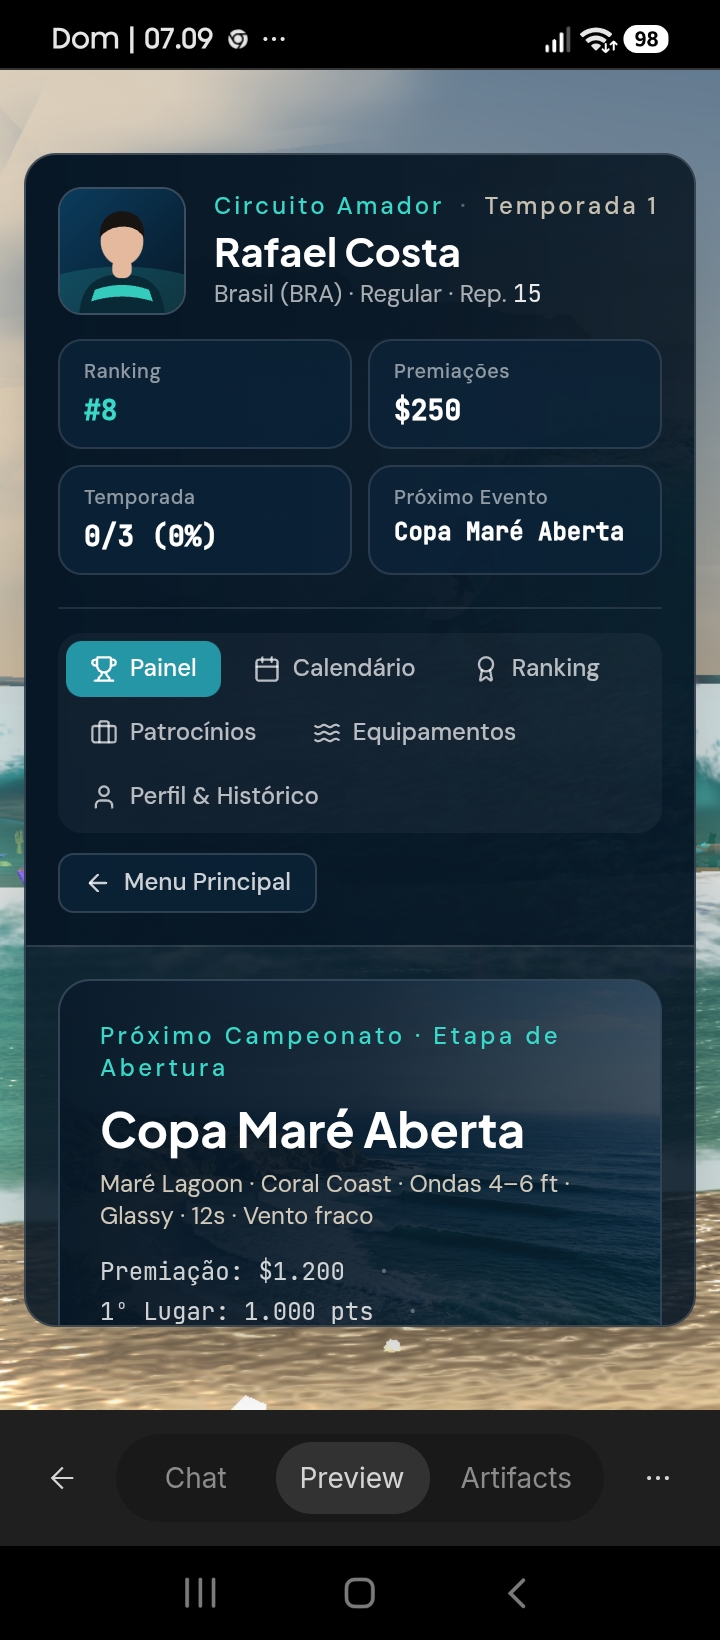 Dom | 07.09 ··· 98
Circuito Amador · Temporada 1
Rafael Costa
Brasil (BRA) · Regular · Rep. 15
Ranking
#8
Premiações
$250
Temporada
0/3 (0%)
Próximo Evento
Copa Maré Aberta
Painel Calendário Ranking
Patrocínios Equipamentos
Perfil & Histórico
Menu Principal
Próximo Campeonato · Etapa de
Abertura
Copa Maré Aberta
Maré Lagoon · Coral Coast · Ondas 4–6 ft ·
Glassy · 12s · Vento fraco
Premiação: $1.200 ·
1º Lugar: 1.000 pts ·
Chat Preview Artifacts